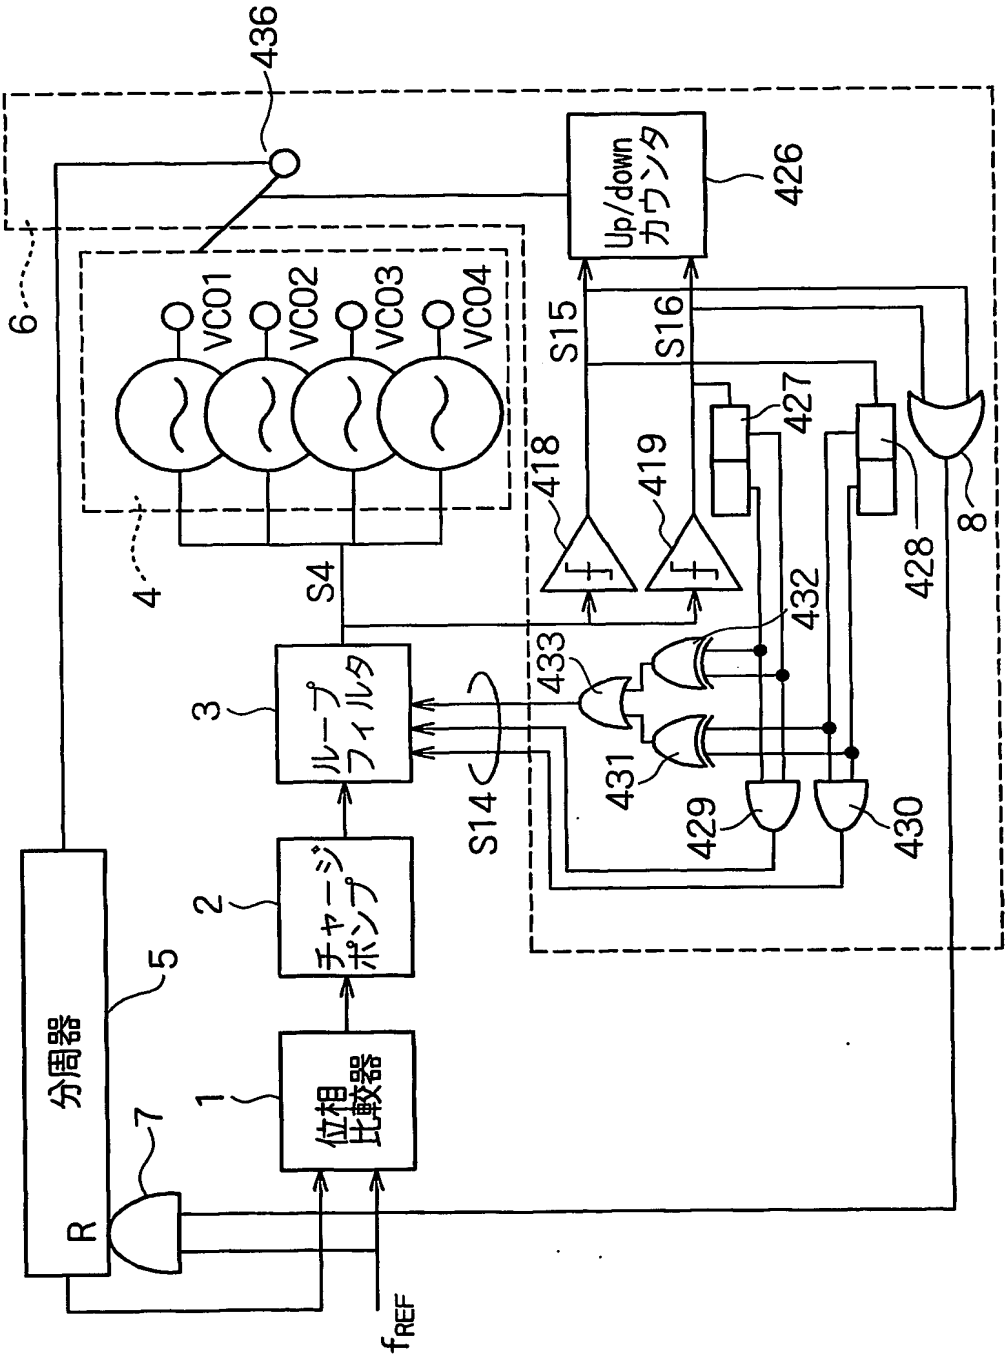 分周器
R
5
7
位相
比較器
1
fREF
チャージ
ポンプ
2
ループ
フィルタ
3
S4
S14
4
6
VCO1
VCO2
VCO3
VCO4
436
Up/down
カウンタ
426
S15
S16
418
419
427
428
8
433
432
431
429
430